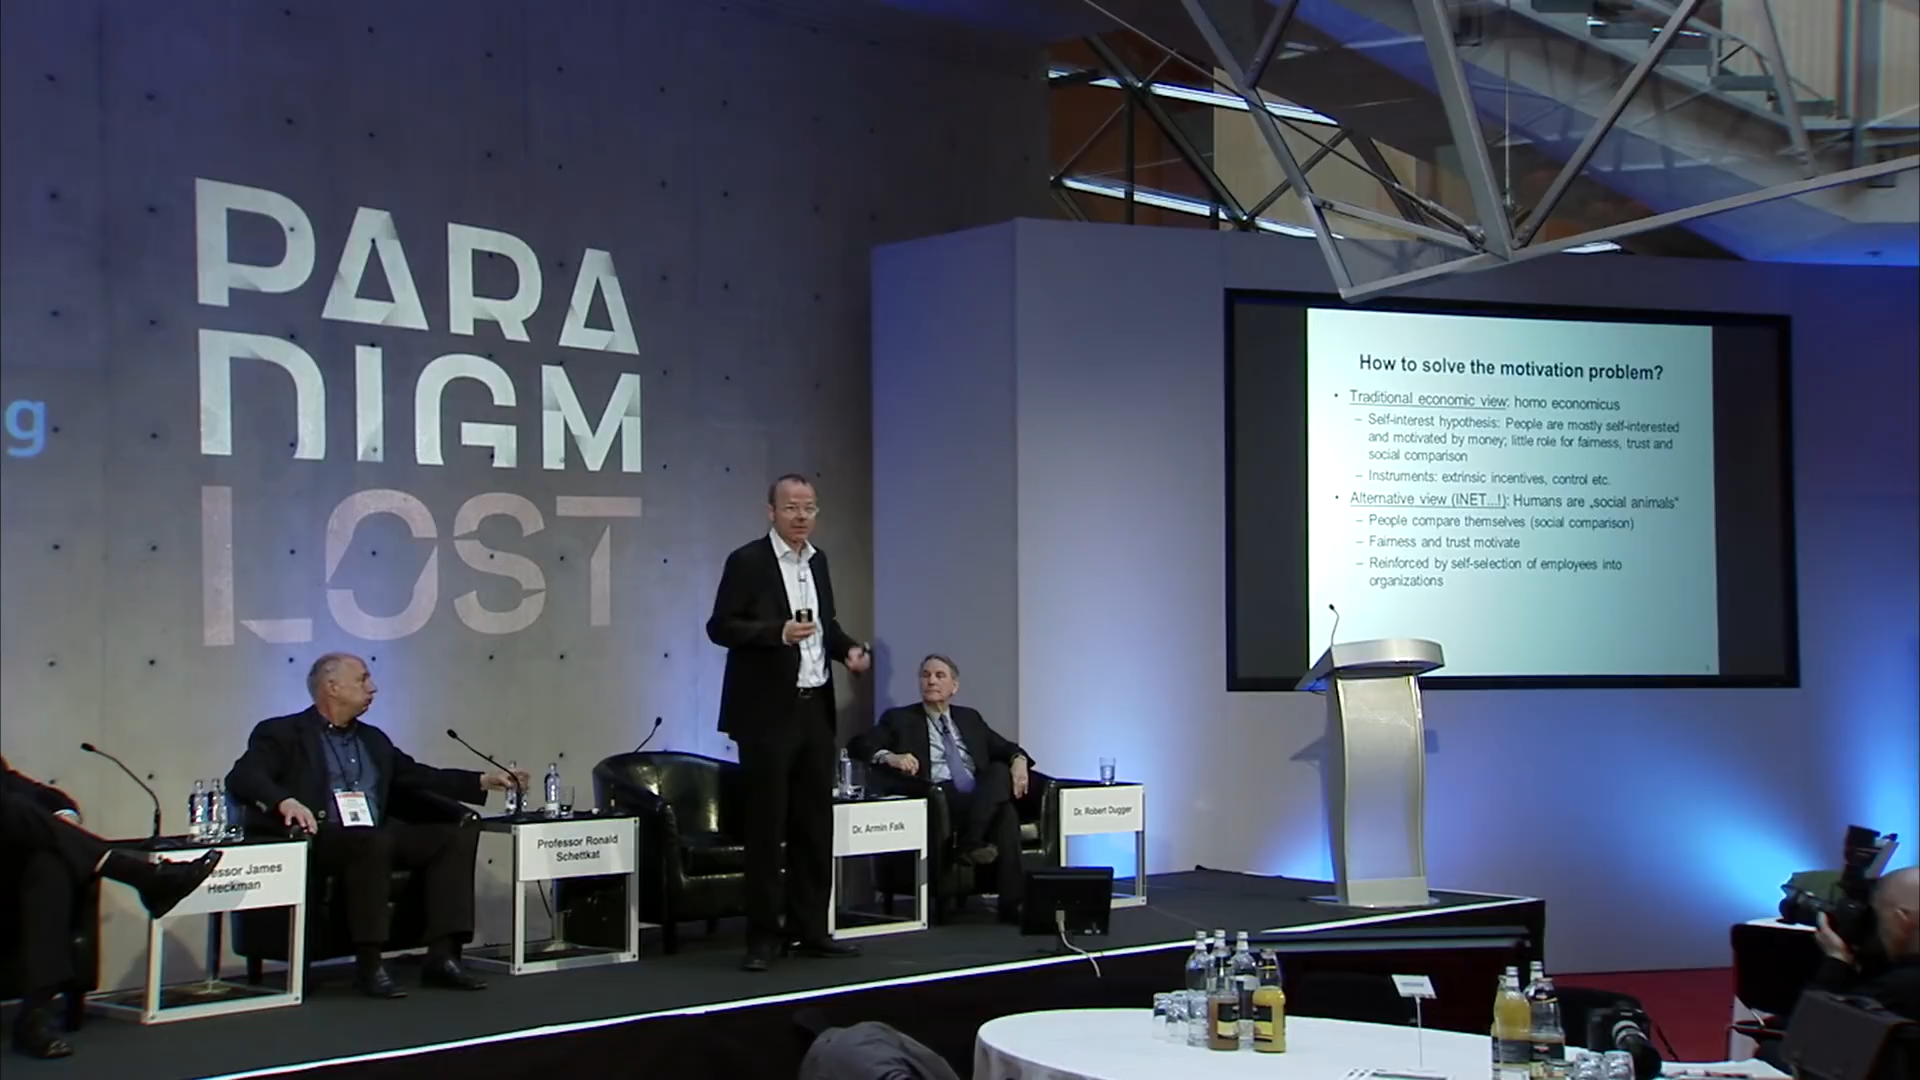 g
PARA
DIGM
LOST
How to solve the motivation problem?
• Traditional economic view: homo economicus
– Self-interest hypothesis: People are mostly self-interested
and motivated by money; little role for fairness, trust and
social comparison
– Instruments: extrinsic incentives, control etc.
• Alternative view (INET...!): Humans are „social animals“
– People compare themselves (social comparison)
– Fairness and trust motivate
– Reinforced by self-selection of employees into
organizations
essor James
Heckman
Professor Ronald
Schettkat
Dr. Armin Falk
Dr. Robert Dugger